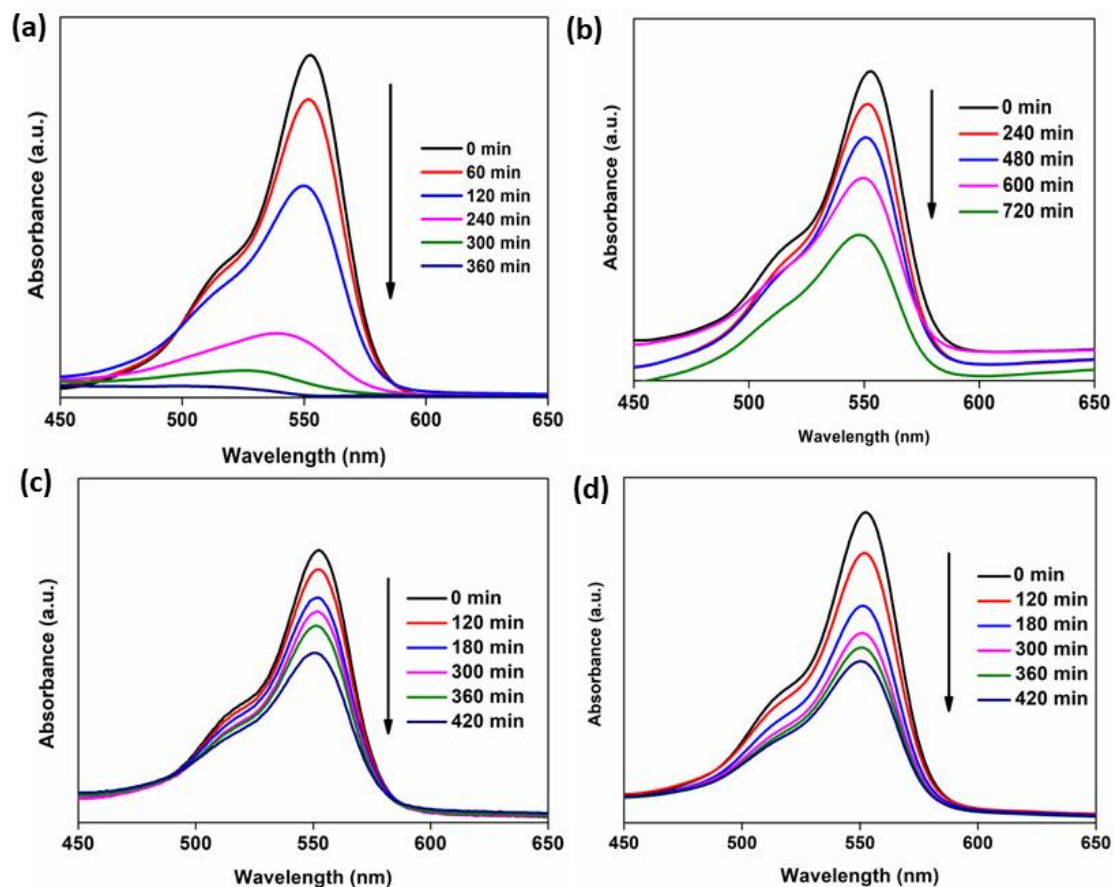 (a)
Absorbance (a.u.)
0 min
60 min
120 min
240 min
300 min
360 min
450 500 550 600 650
Wavelength (nm)
(b)
Absorbance (a.u.)
0 min
240 min
480 min
600 min
720 min
450 500 550 600 650
Wavelength (nm)
(c)
Absorbance (a.u.)
0 min
120 min
180 min
300 min
360 min
420 min
450 500 550 600 650
Wavelength (nm)
(d)
Absorbance (a.u.)
0 min
120 min
180 min
300 min
360 min
420 min
450 500 550 600 650
Wavelength (nm)